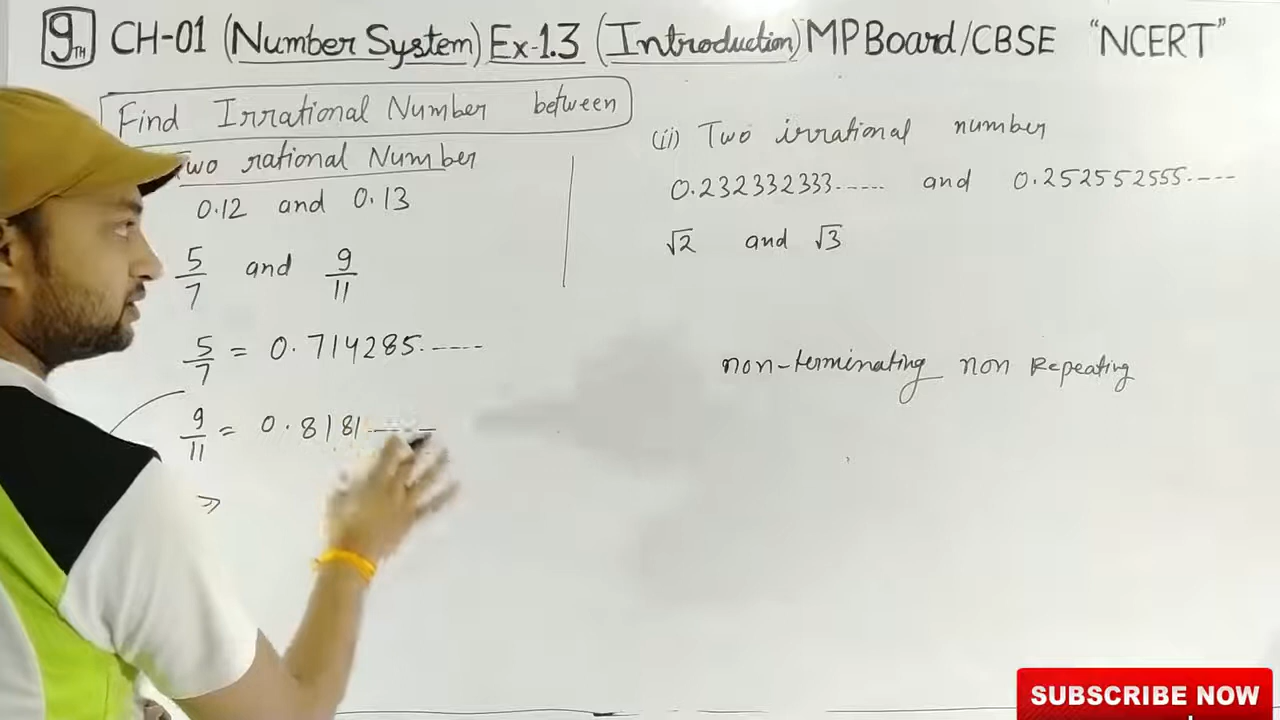 9TH CH-01 (Number System) Ex-1.3 (Introduction) MP Board/CBSE "NCERT"
Find Irrational Number between
Two rational Number
0.12 and 0.13
5/7 and 9/11
5/7 = 0.714285.----
9/11 = 0.8181----
⇒
(ii) Two irrational number
0.232332333..... and 0.252552555.----
√2 and √3
non-terminating non Repeating
SUBSCRIBE NOW